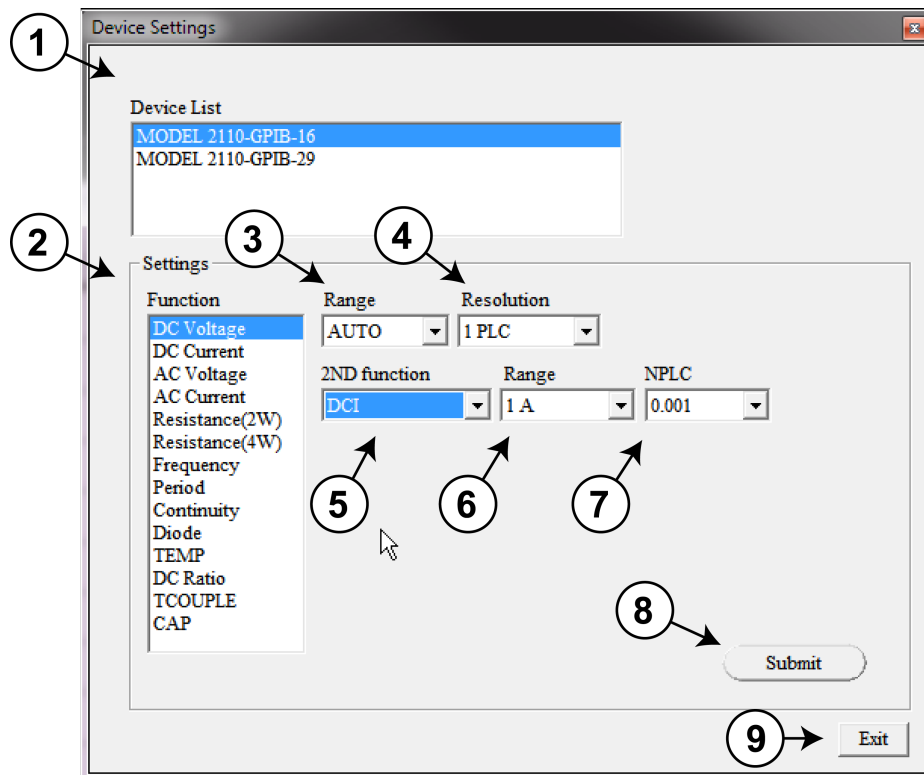 Device Settings
1
Device List
MODEL 2110-GPIB-16
MODEL 2110-GPIB-29
2
3
4
Settings
Function
Range
Resolution
DC Voltage
DC Current
AC Voltage
AC Current
Resistance(2W)
Resistance(4W)
Frequency
Period
Continuity
Diode
TEMP
DC Ratio
TCOUPLE
CAP
AUTO
1 PLC
2ND function
Range
NPLC
DCI
1 A
0.001
5
6
7
8
Submit
9
Exit